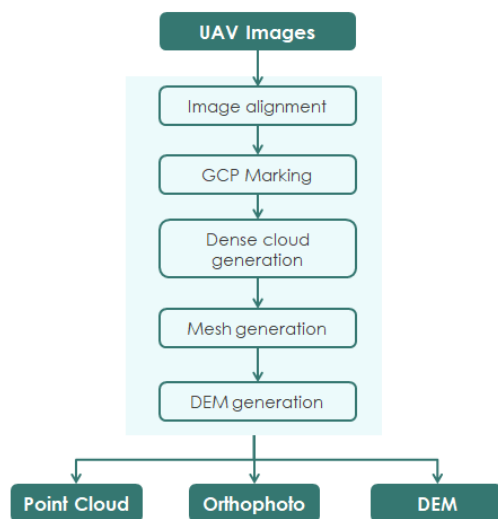 UAV Images
Image alignment
GCP Marking
Dense cloud
generation
Mesh generation
DEM generation
Point Cloud
Orthophoto
DEM